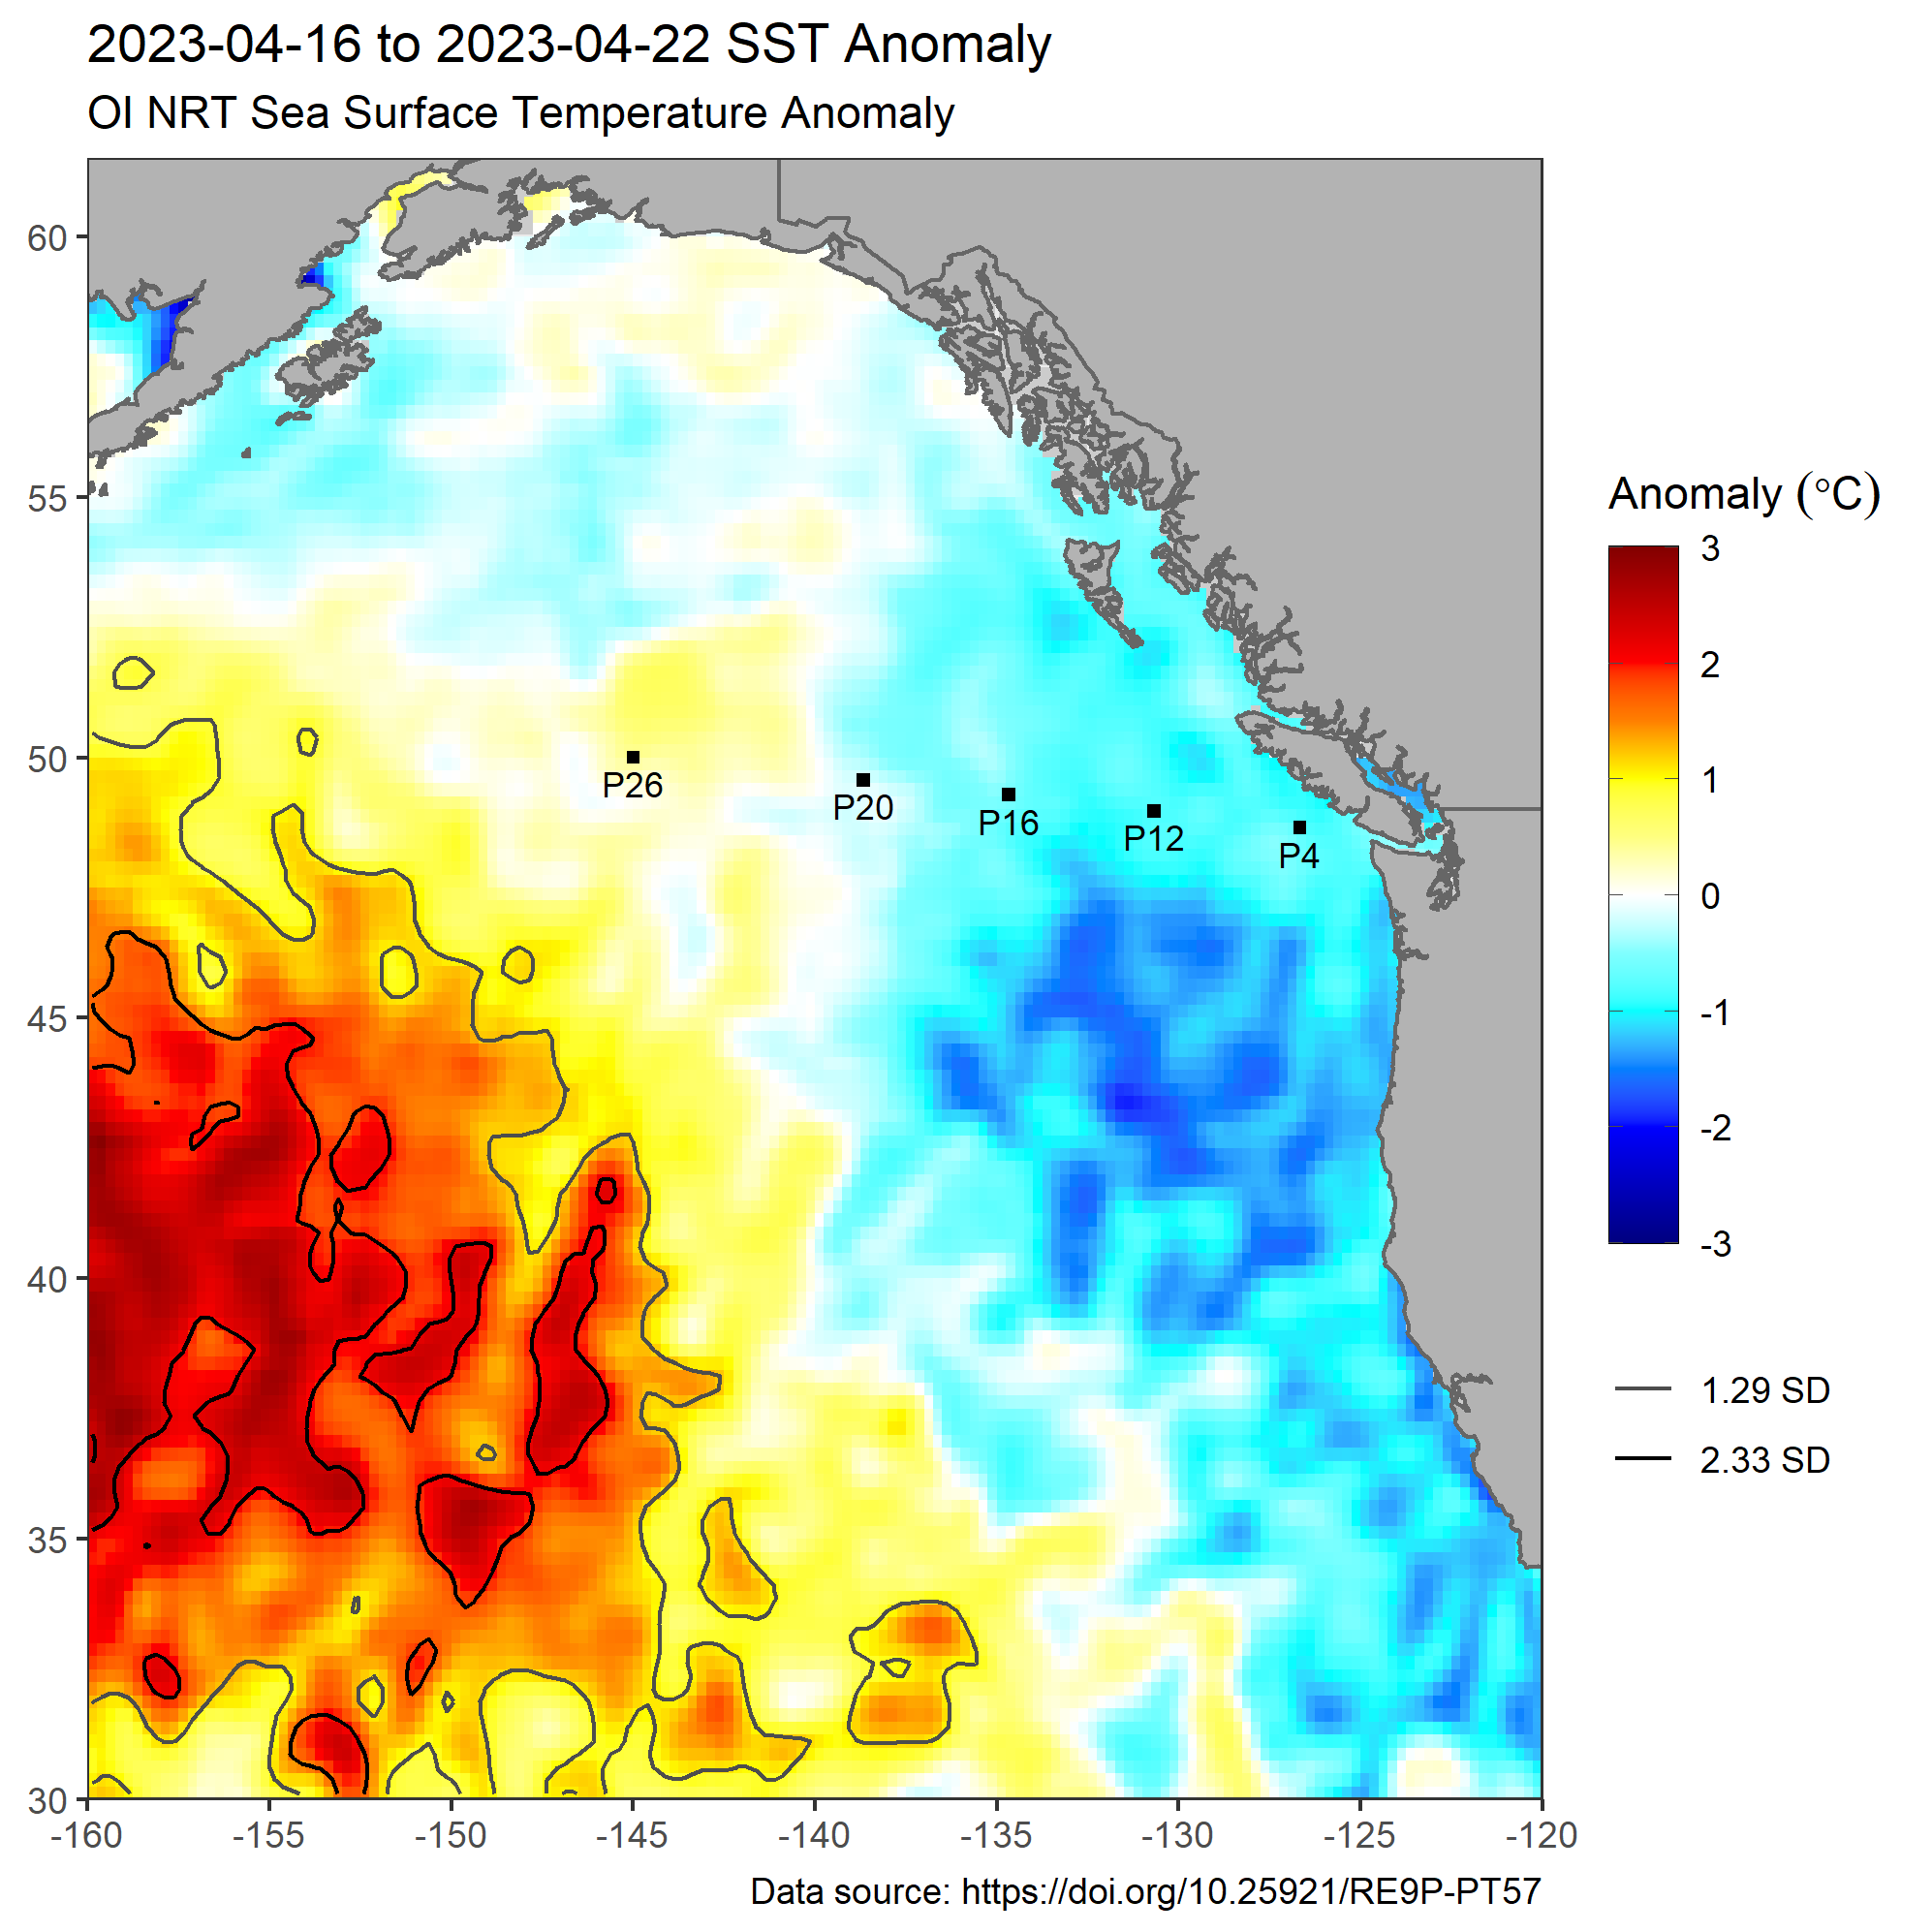 2023-04-16 to 2023-04-22 SST Anomaly
OI NRT Sea Surface Temperature Anomaly
60
55
50
45
40
35
30
-160
-155
-150
-145
-140
-135
-130
-125
-120
P26
P20
P16
P12
P4
Anomaly (°C)
3
2
1
0
-1
-2
-3
1.29 SD
2.33 SD
Data source: https://doi.org/10.25921/RE9P-PT57